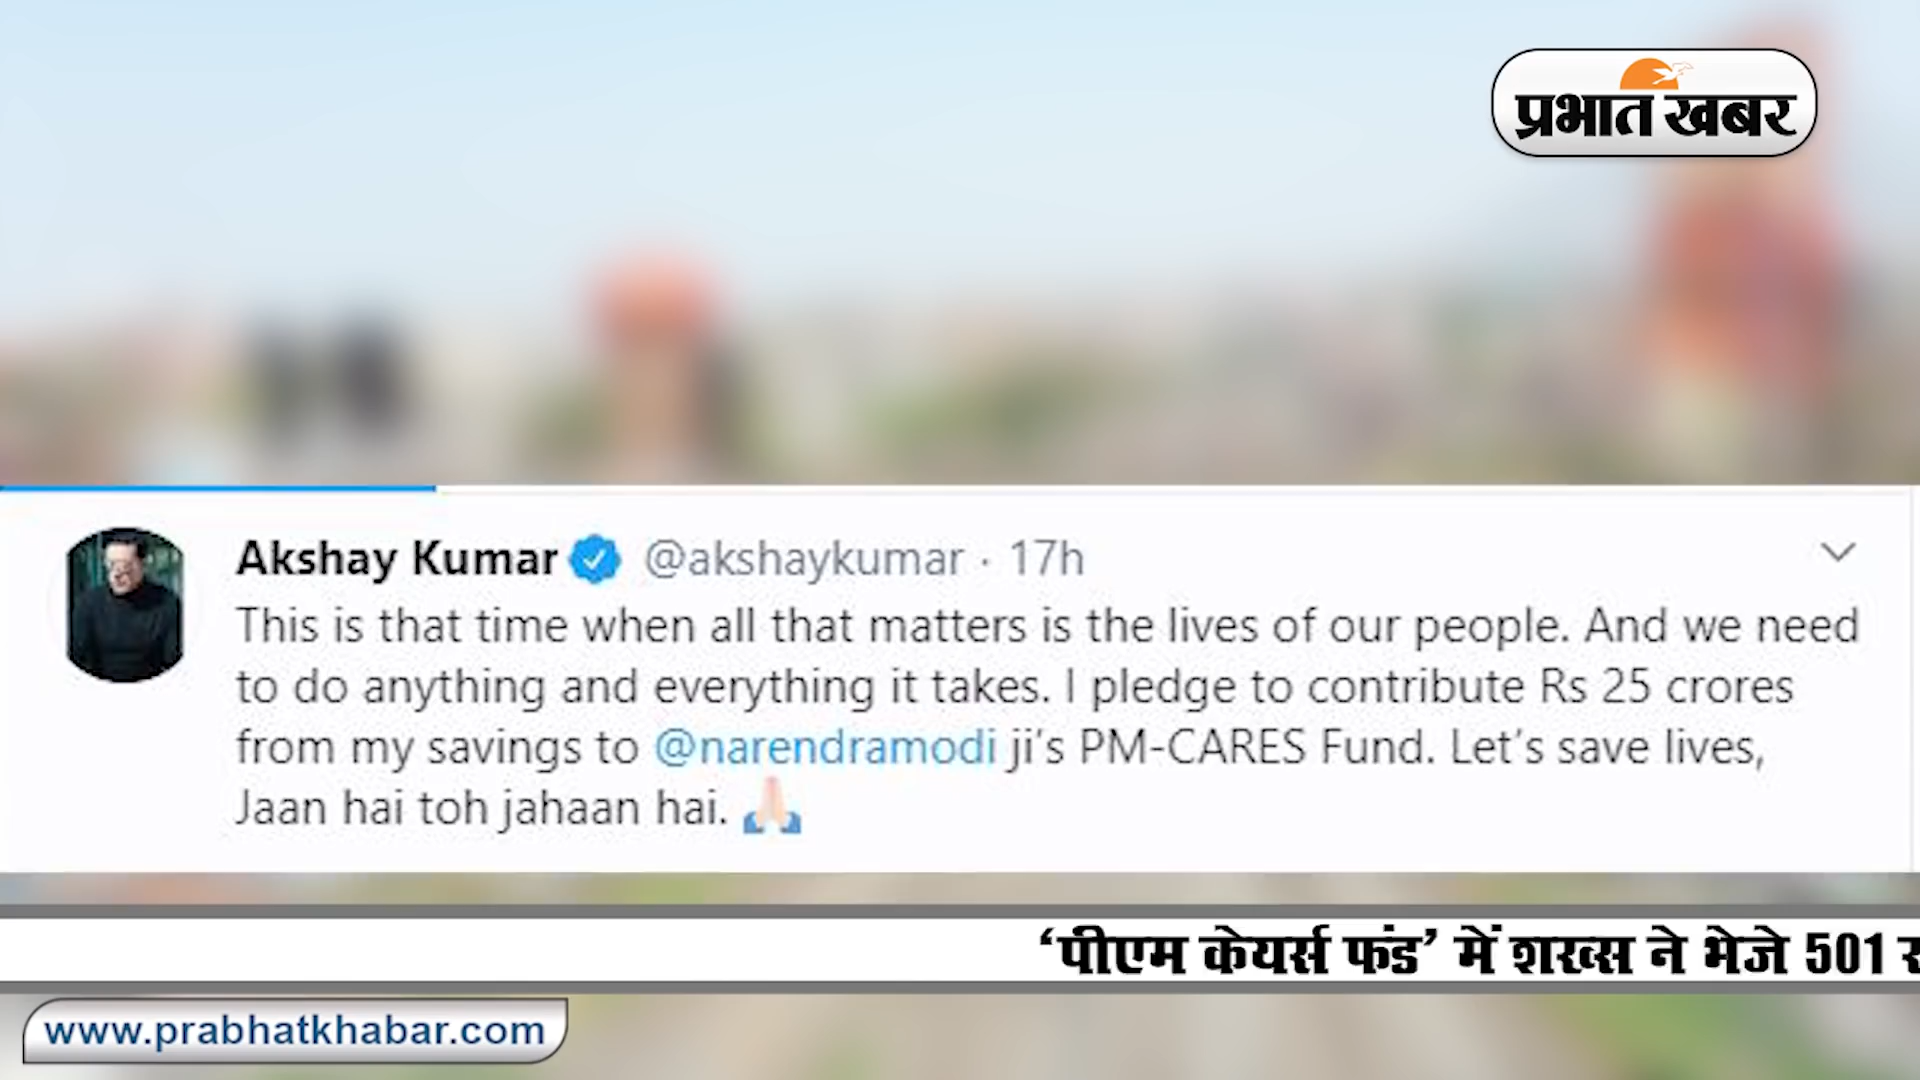 प्रभात खबर
Akshay Kumar @akshaykumar · 17h
This is that time when all that matters is the lives of our people. And we need
to do anything and everything it takes. I pledge to contribute Rs 25 crores
from my savings to @narendramodi ji's PM-CARES Fund. Let's save lives,
Jaan hai toh jahaan hai. 🙏
‘पीएम केयर्स फंड’ में शख्स ने भेजे 501
www.prabhatkhabar.com